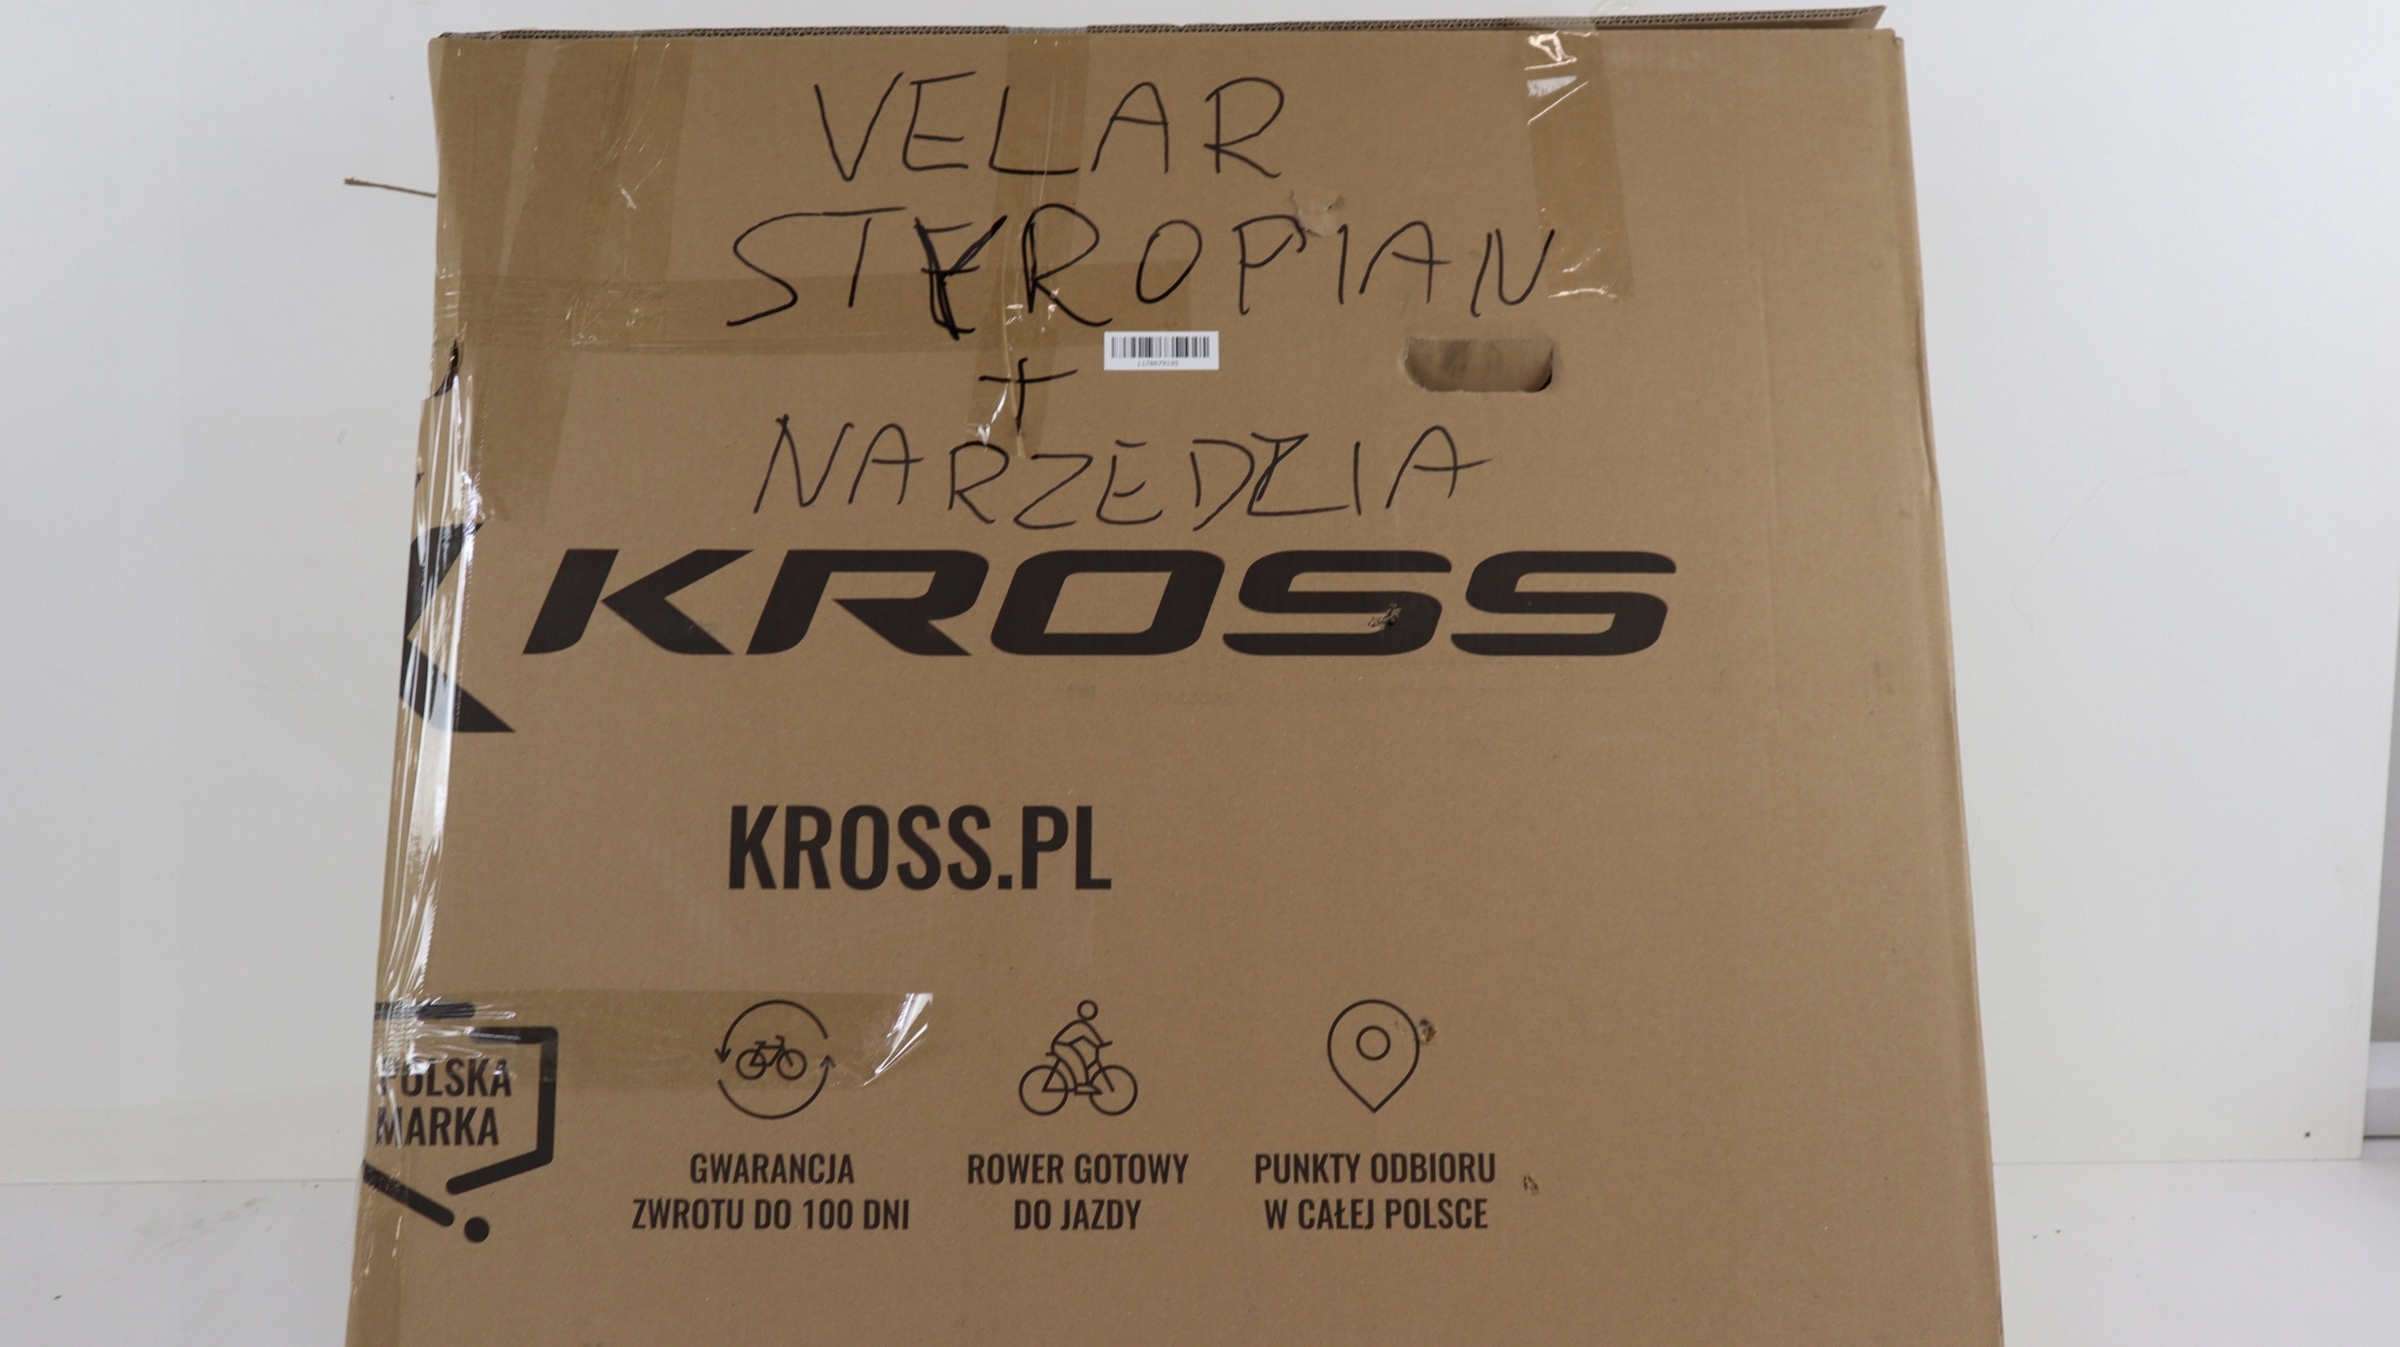 VELAR
STYROPIAN
+
NARZEDZIA
KROSS
KROSS.PL
POLSKA
MARKA
GWARANCJA
ZWROTU DO 100 DNI
ROWER GOTOWY
DO JAZDY
PUNKTY ODBIORU
W CAŁEJ POLSCE